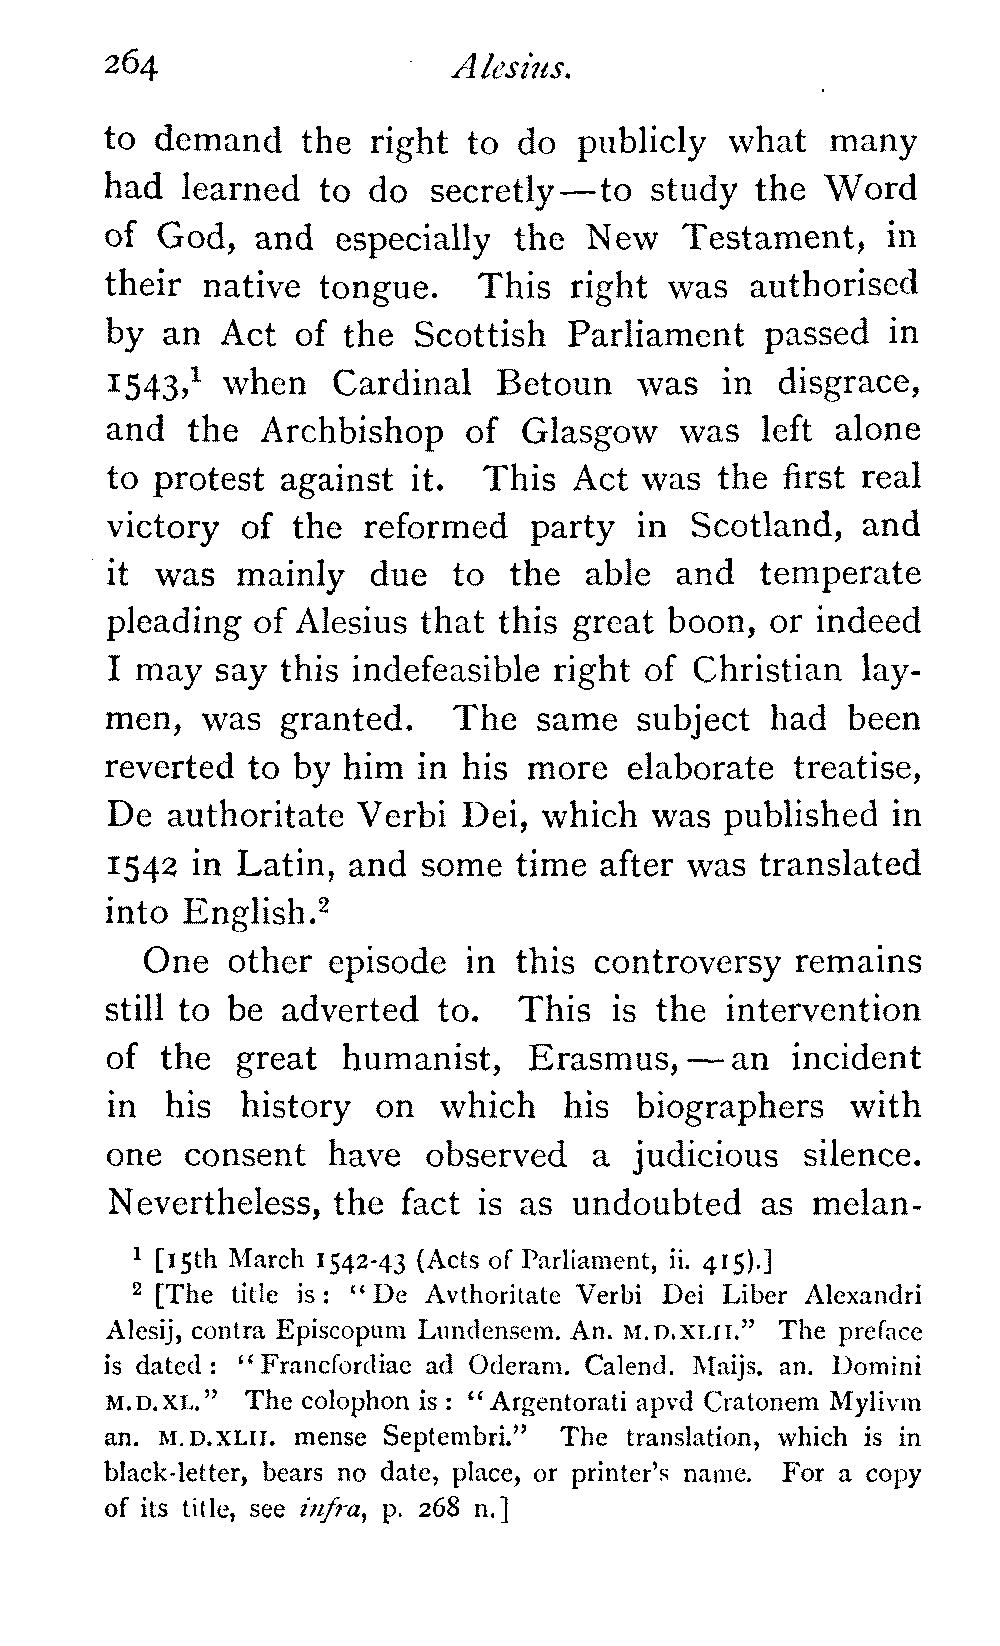 264 Alesius.
to demand the right to do publicly what many
had learned to do secretly—to study the Word
of God, and especially the New Testament, in
their native tongue. This right was authorised
by an Act of the Scottish Parliament passed in
1543,¹ when Cardinal Betoun was in disgrace,
and the Archbishop of Glasgow was left alone
to protest against it. This Act was the first real
victory of the reformed party in Scotland, and
it was mainly due to the able and temperate
pleading of Alesius that this great boon, or indeed
I may say this indefeasible right of Christian lay-
men, was granted. The same subject had been
reverted to by him in his more elaborate treatise,
De authoritate Verbi Dei, which was published in
1542 in Latin, and some time after was translated
into English.²
One other episode in this controversy remains
still to be adverted to. This is the intervention
of the great humanist, Erasmus,—an incident
in his history on which his biographers with
one consent have observed a judicious silence.
Nevertheless, the fact is as undoubted as melan-
¹ [15th March 1542-43 (Acts of Parliament, ii. 415).]
² [The title is: "De Avthoritate Verbi Dei Liber Alexandri
Alesij, contra Episcopum Lundensem. An. M.D.XLII." The preface
is dated: "Francfordiae ad Oderam. Calend. Maijs. an. Domini
M.D.XL." The colophon is: "Argentorati apvd Cratonem Mylivm
an. M.D.XLII. mense Septembri." The translation, which is in
black-letter, bears no date, place, or printer's name. For a copy
of its title, see infra, p. 268 n.]